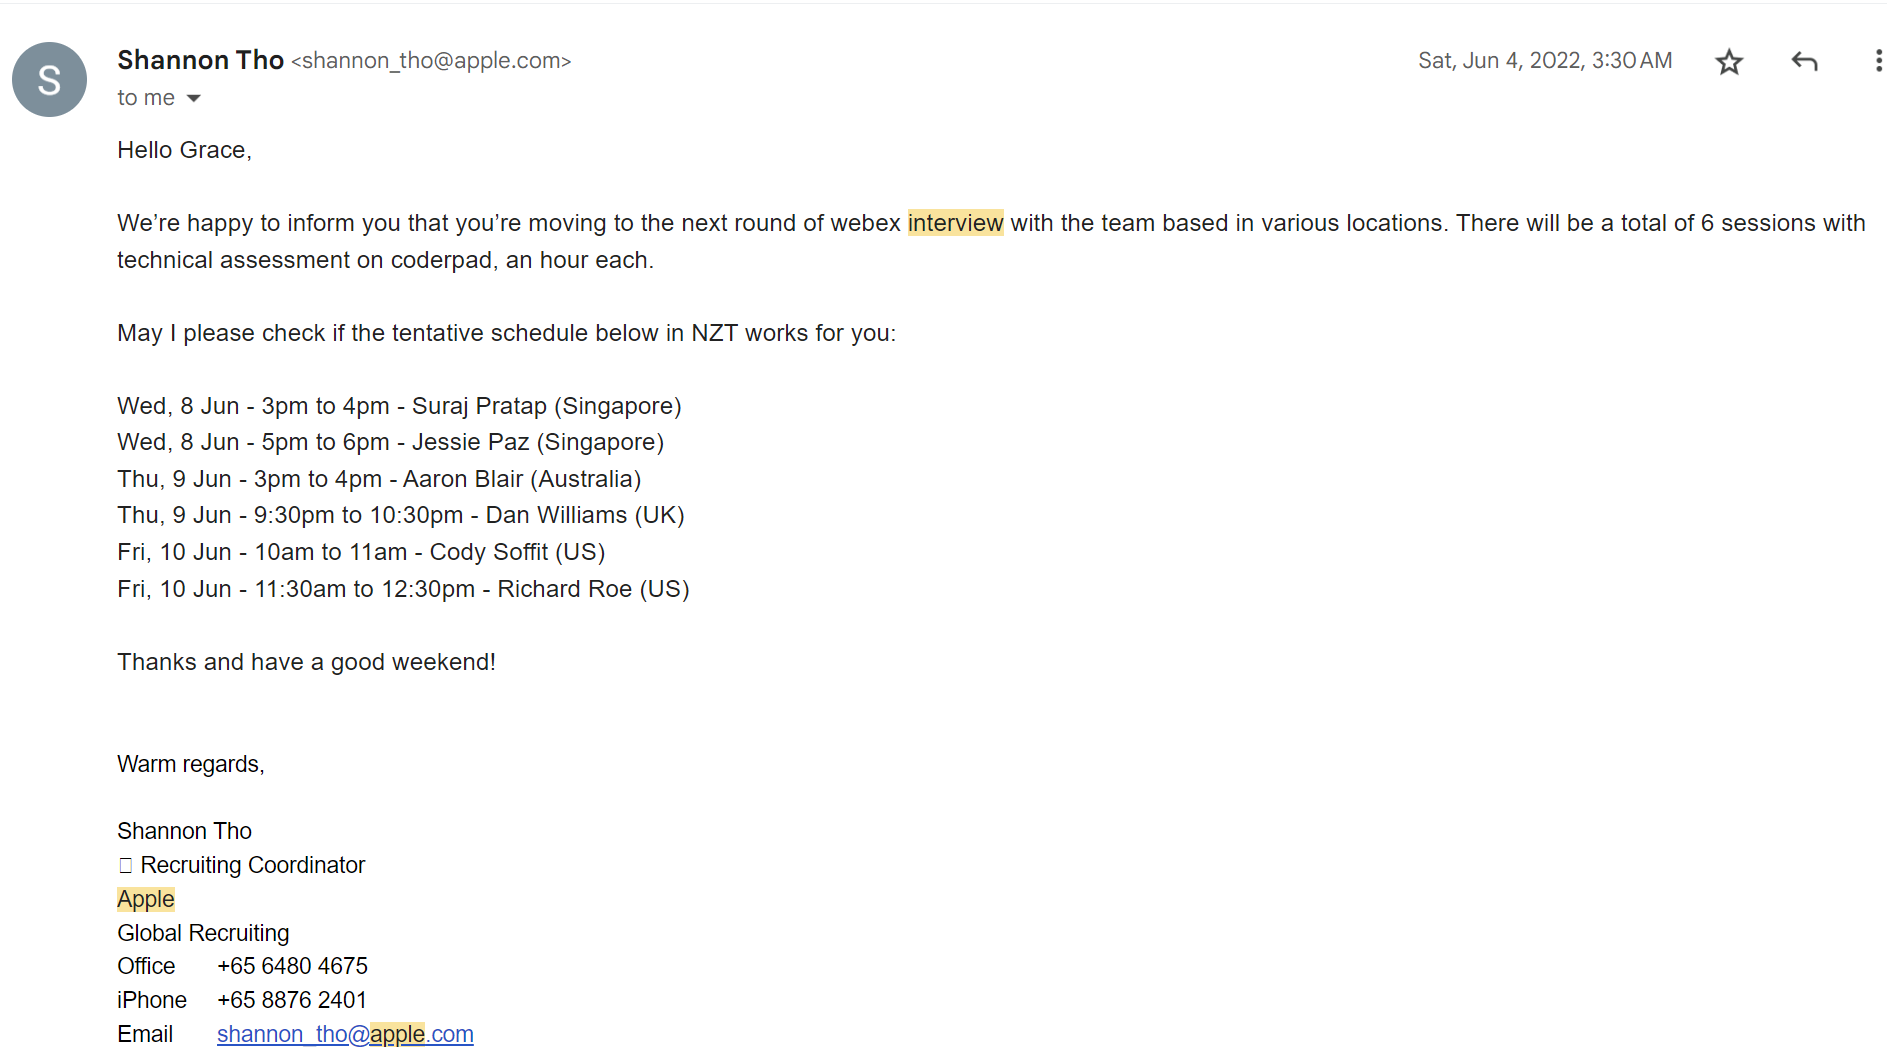 S
Shannon Tho <shannon_tho@apple.com>
Sat, Jun 4, 2022, 3:30 AM
to me
Hello Grace,
We’re happy to inform you that you’re moving to the next round of webex interview with the team based in various locations. There will be a total of 6 sessions with
technical assessment on coderpad, an hour each.
May I please check if the tentative schedule below in NZT works for you:
Wed, 8 Jun - 3pm to 4pm - Suraj Pratap (Singapore)
Wed, 8 Jun - 5pm to 6pm - Jessie Paz (Singapore)
Thu, 9 Jun - 3pm to 4pm - Aaron Blair (Australia)
Thu, 9 Jun - 9:30pm to 10:30pm - Dan Williams (UK)
Fri, 10 Jun - 10am to 11am - Cody Soffit (US)
Fri, 10 Jun - 11:30am to 12:30pm - Richard Roe (US)
Thanks and have a good weekend!
Warm regards,
Shannon Tho
Recruiting Coordinator
Apple
Global Recruiting
Office +65 6480 4675
iPhone +65 8876 2401
Email shannon_tho@apple.com